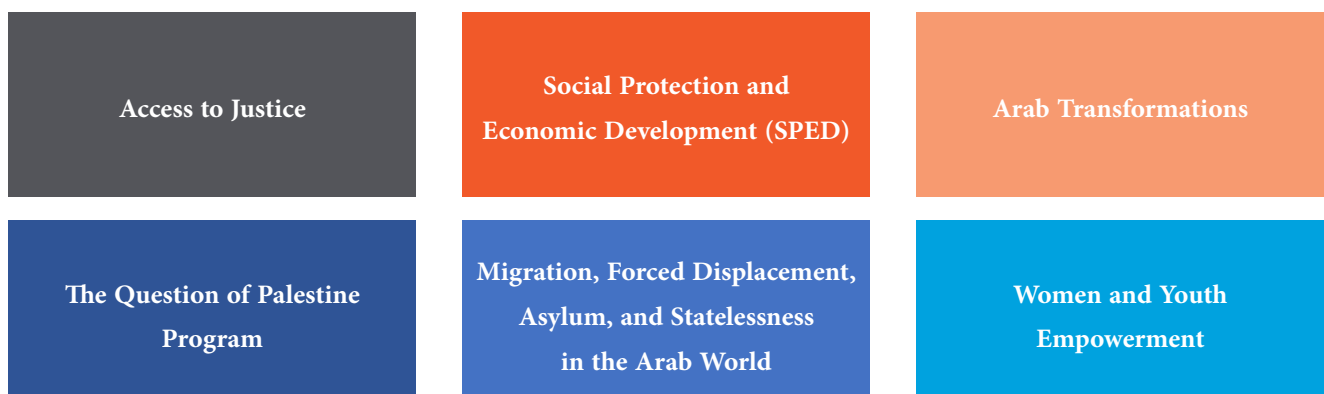 Access to Justice
Social Protection and
Economic Development (SPED)
Arab Transformations
The Question of Palestine
Program
Migration, Forced Displacement,
Asylum, and Statelessness
in the Arab World
Women and Youth
Empowerment